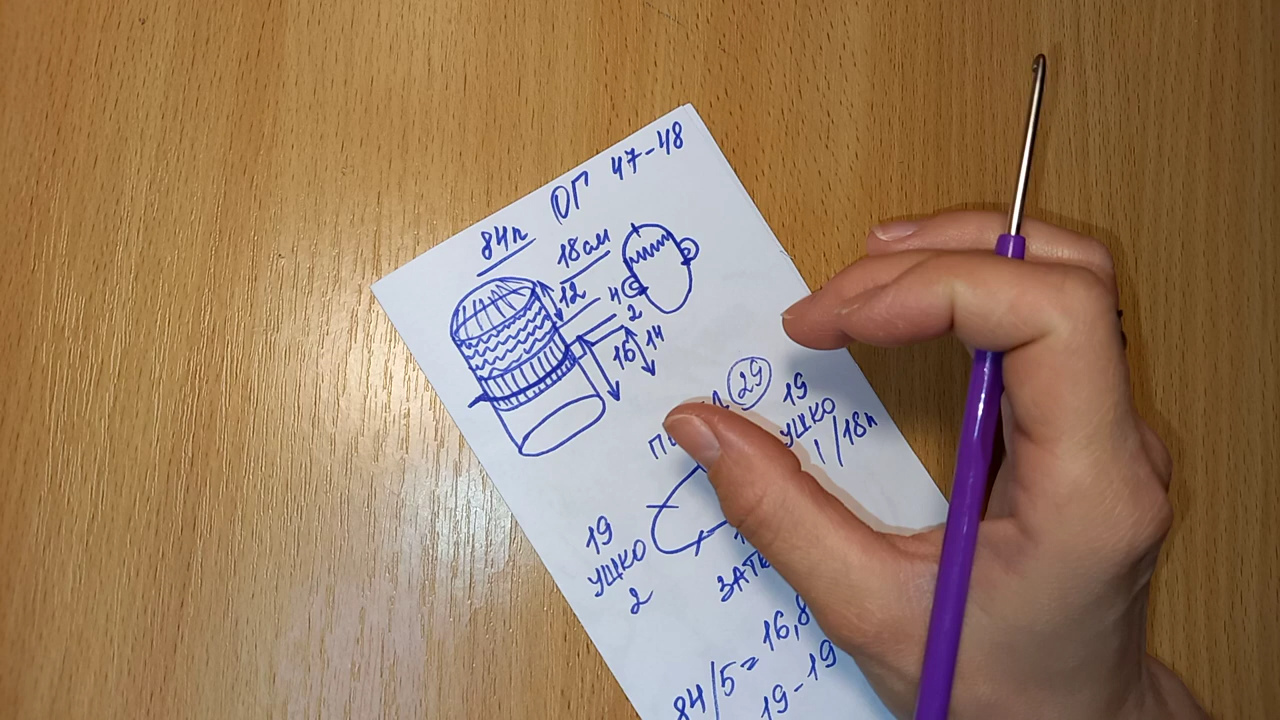 ОГ 47-48
84п
18см
12
4
2
16 14
29
19
УШКО
1/18п
19
УШКО
2
84/5= 16,8
19-19